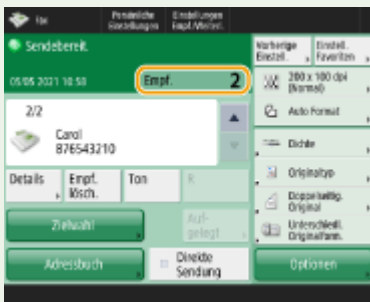 Fax
Persönliche Einstellungen
Einstellungen Empf./Weiterl.
Sendebereit.
05/05 2021 10:50
Empf. 2
Vorherige Einstel.
Einstell. Favoriten
200 x 100 dpi (Normal)
Auto Format
2/2
Carol
876543210
Dichte
Details
Empf. lösch.
Ton
R
Originaltyp
Doppelseitig. Original
Zielwahl
Auf- gelegt
Unterschiedl. Originalform.
Adressbuch
Direkte Sendung
Optionen